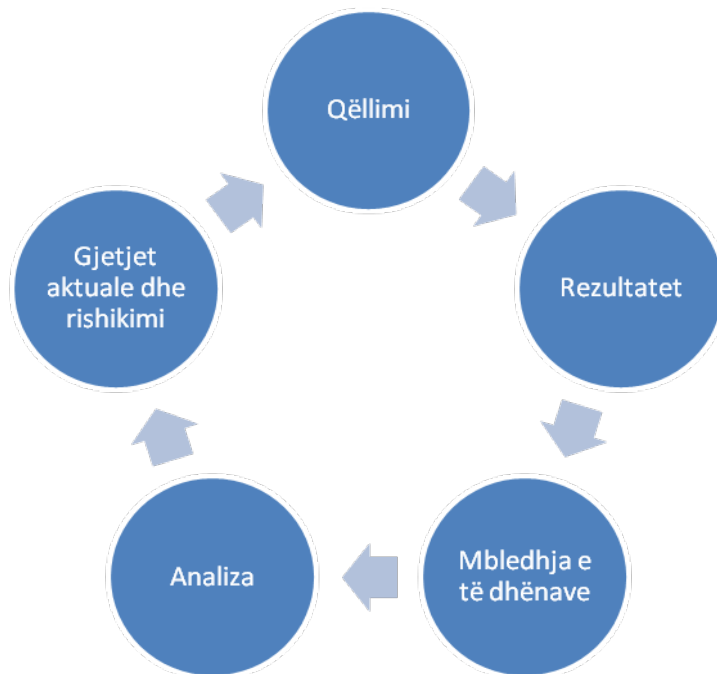 Qëllimi
Rezultatet
Mbledhja e
të dhënave
Analiza
Gjetjet
aktuale dhe
rishikimi